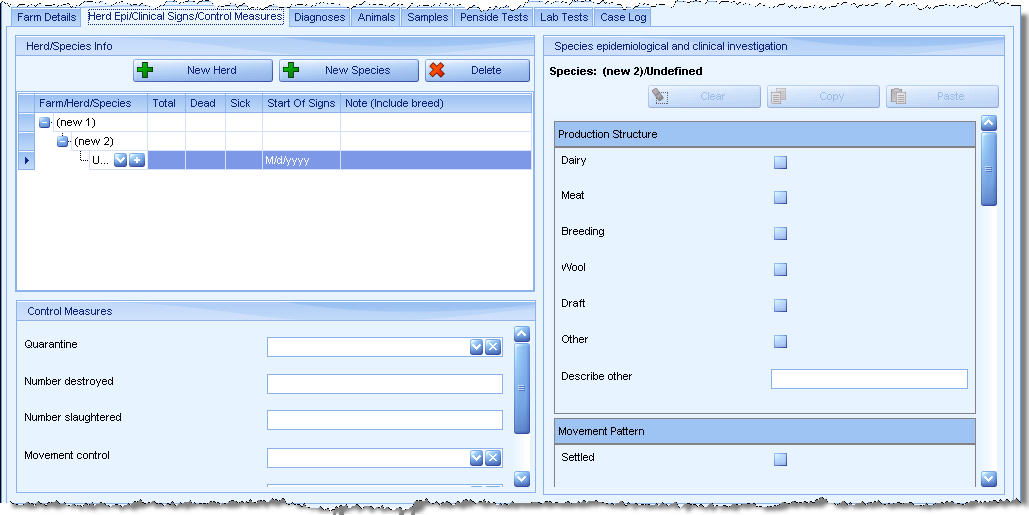 Farm Details Herd Epi/Clinical Signs/Control Measures Diagnoses Animals Samples Penside Tests Lab Tests Case Log
Herd/Species Info
New Herd New Species Delete
Farm/Herd/Species Total Dead Sick Start Of Signs Note (Include breed)
(new 1)
(new 2)
U... M/d/yyyy
Control Measures
Quarantine
Number destroyed
Number slaughtered
Movement control
Species epidemiological and clinical investigation
Species: (new 2)/Undefined
Clear Copy Paste
Production Structure
Dairy
Meat
Breeding
Wool
Draft
Other
Describe other
Movement Pattern
Settled